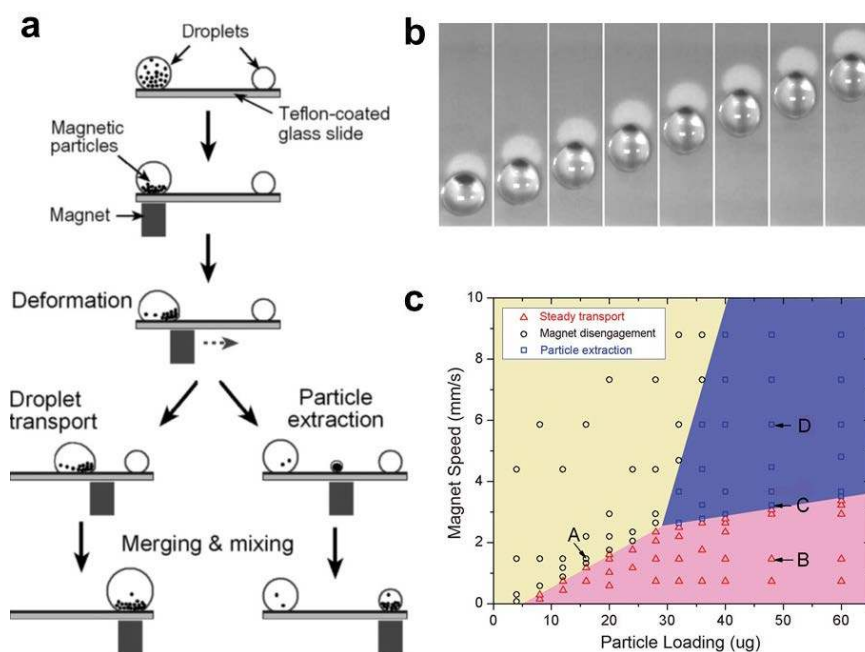 a
Droplets
Teflon-coated
glass slide
Magnetic
particles
Magnet
Deformation
Droplet
transport
Particle
extraction
Merging & mixing
b
c
10
8
6
4
2
0
Magnet Speed (mm/s)
Steady transport
Magnet disengagement
Particle extraction
A
D
C
B
0 10 20 30 40 50 60
Particle Loading (ug)